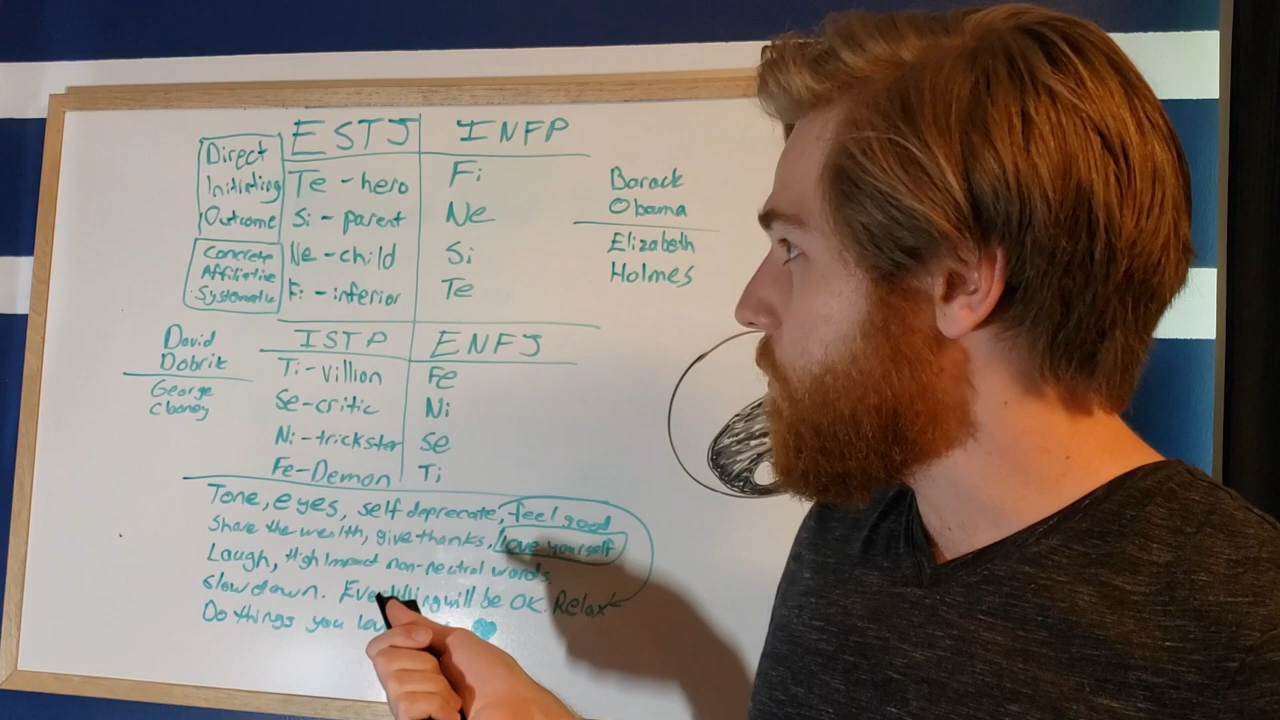 ESTJ INFP
Direct
Initiating
Outcome
Te - hero Fi
Si - parent Ne
Ne - child Si
Fi - inferior Te
Concrete
Affiliative
Systematic
Barack
Obama
Elizabeth
Holmes
David
Dobrik
George
Clooney
ISTP ENFJ
Ti - villion Fe
Se - critic Ni
Ni - trickster Se
Fe - Demon Ti
Tone, eyes, self deprecate, feel good
Share the wealth, give thanks, love yourself
Laugh, High Impact non-neutral words
Slow down. Everything will be OK. Relax
Do things you